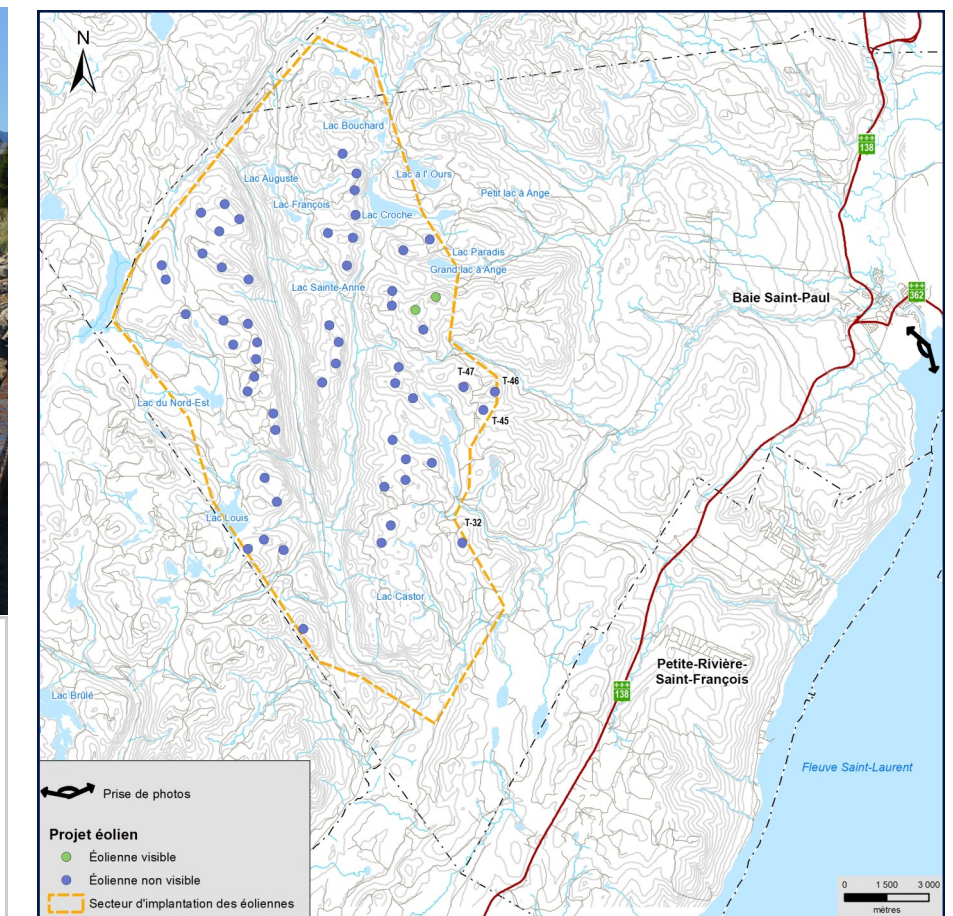 N
Lac Bouchard
138
Lac à l' Ours
Lac Auguste
Petit lac à Ange
Lac François
Lac Croche
Lac Paradis
Grand lac à Ange
Lac Sainte-Anne
362
Baie Saint-Paul
T-47
T-46
Lac du Nord-Est
T-45
Lac Louis
T-32
Lac Castor
Petite-Rivière-
Saint-François
138
Lac Brûlé
Fleuve Saint-Laurent
Prise de photos
Projet éolien
Éolienne visible
Éolienne non visible
Secteur d'implantation des éoliennes
0 1 500 3 000
mètres